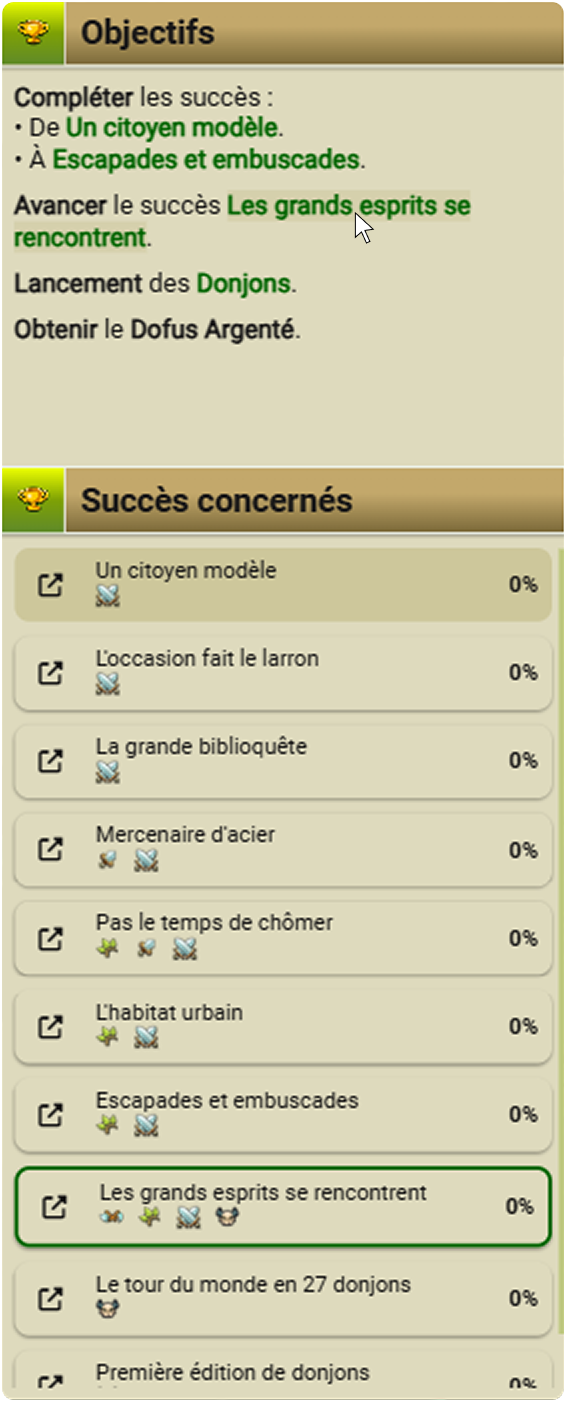 Objectifs
Compléter les succès :
• De Un citoyen modèle.
• À Escapades et embuscades.
Avancer le succès Les grands esprits se
rencontrent.
Lancement des Donjons.
Obtenir le Dofus Argenté.
Succès concernés
Un citoyen modèle
0%
L'occasion fait le larron
0%
La grande biblioquête
0%
Mercenaire d'acier
0%
Pas le temps de chômer
0%
L'habitat urbain
0%
Escapades et embuscades
0%
Les grands esprits se rencontrent
0%
Le tour du monde en 27 donjons
0%
Première édition de donjons
0%